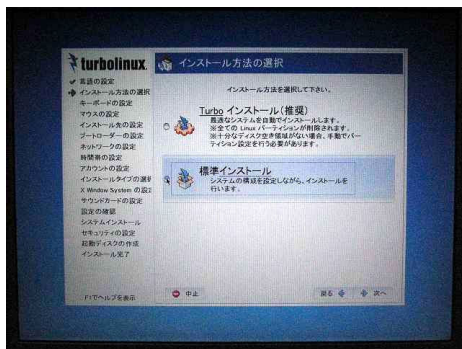 turbolinux
言語の設定
インストール方法の選択
キーボードの設定
マウスの設定
インストール先の設定
ブートローダーの設定
ネットワークの設定
時間帯の設定
アカウントの設定
インストールタイプの選択
X Window System の設定
サウンドカードの設定
設定の確認
システムインストール
セキュリティの設定
起動ディスクの作成
インストール完了
F1でヘルプを表示
インストール方法の選択
インストール方法を選択して下さい。
Turbo インストール(推奨)
最適なシステムを自動でインストールします。
※全ての Linux パーティションが削除されます。
※十分なディスク空き領域がない場合、手動でパー
ティション設定を行う必要があります。
標準インストール
システムの構成を設定しながら、インストールを
行います。
中止
戻る
次へ